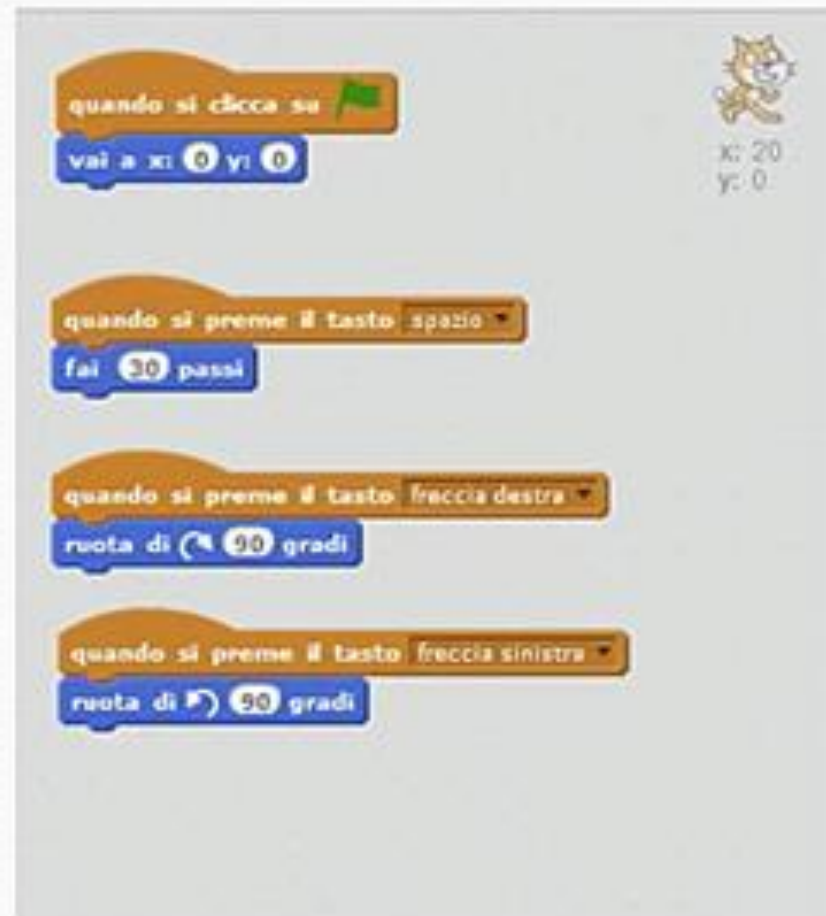 quando si clicca su
vai a x: 0 y: 0
x: 20
y: 0
quando si preme il tasto spazio
fai 30 passi
quando si preme il tasto freccia destra
ruota di 90 gradi
quando si preme il tasto freccia sinistra
ruota di 90 gradi